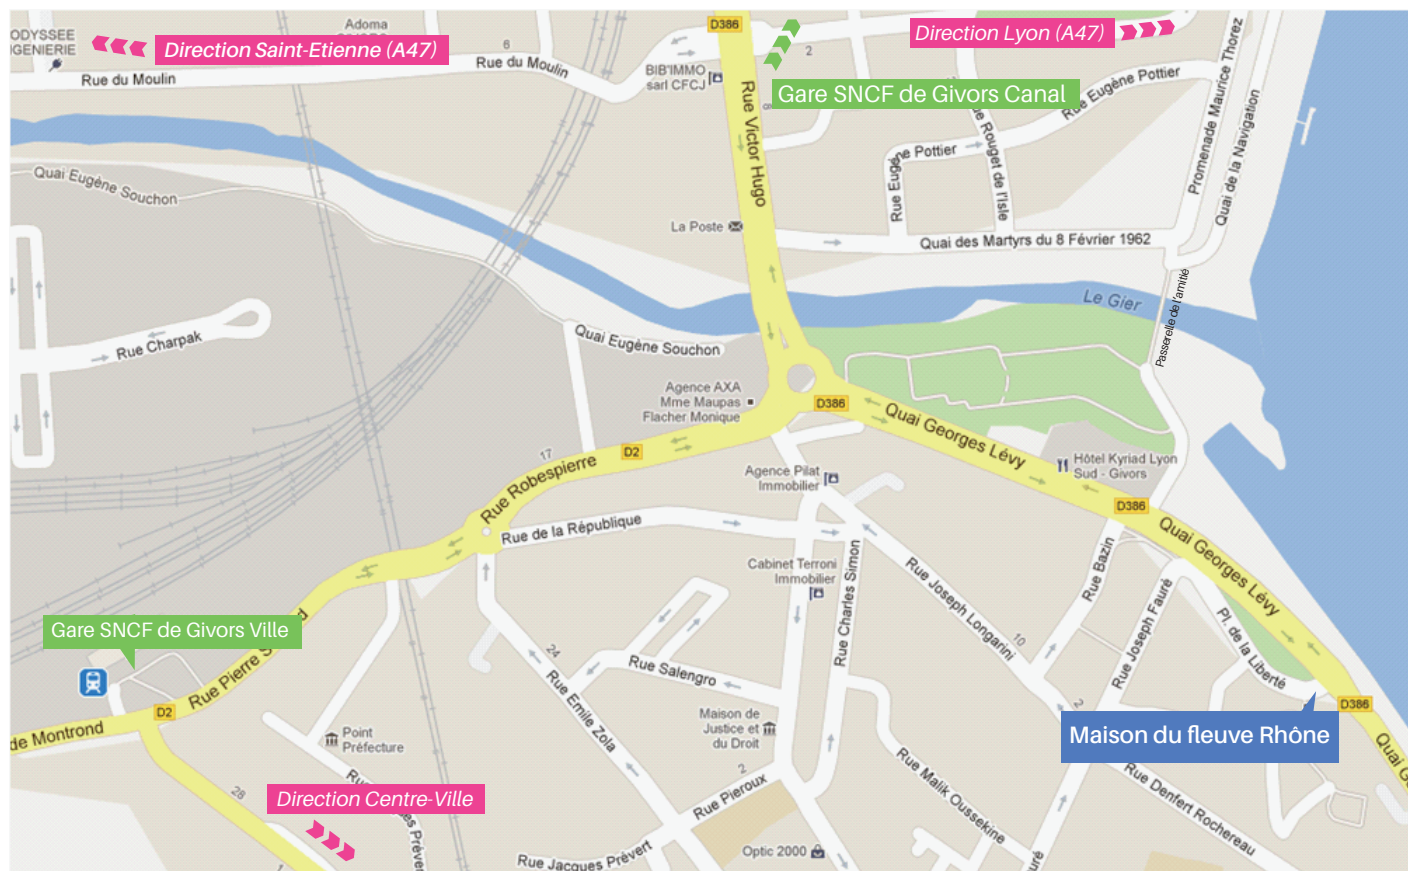 ODYSSEE
Adoma
D386
Direction Lyon (A47)
Direction Saint-Etienne (A47)
6
2
Rue du Moulin
Rue du Moulin
BIB'IMMO
sarl CFCJ
Gare SNCF de Givors Canal
Rue Eugène Pottier
Promenade Maurice Thorez
Quai de la Navigation
Rue Victor Hugo
Rouget de l'Isle
Pottier
Rue Eugène
Quai Eugène Souchon
La Poste
Quai des Martyrs du 8 Février 1962
Passerelle de l'amitié
Le Gier
Rue Charpak
Quai Eugène Souchon
Agence AXA
Mme Maupas
Flacher Monique
D386
Quai Georges Lévy
D2
17
Rue Robespierre
Agence Pilat
Immobilier
Hôtel Kyriad Lyon
Sud - Givors
D386
Quai Georges Lévy
Rue de la République
Cabinet Terroni
Immobilier
Rue Charles Simon
Rue Joseph Longarini
10
Rue Bazin
Rue Joseph Fauré
Pl. de la Liberté
Gare SNCF de Givors Ville
Rue Pierre
24
Rue Salengro
Rue Emile Zola
2
D386
D2
de Montrond
Point
Préfecture
Maison de
Justice et
du Droit
Maison du fleuve Rhône
Quai
2
Rue Pieroux
Rue Malik Oussekine
Rue Denfert Rochereau
28
Direction Centre-Ville
Rue Jacques Prévert
Optic 2000